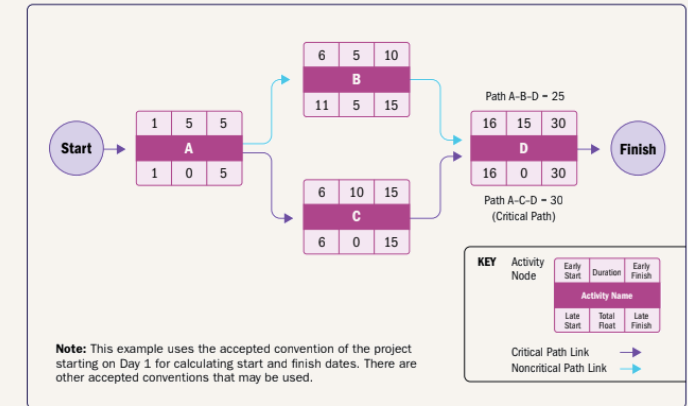 6 5 10
B
11 5 15
Path A–B–D = 25
Start
1 5 5
A
1 0 5
16 15 30
D
16 0 30
Finish
6 10 15
C
6 0 15
Path A–C–D = 30
(Critical Path)
KEY
Activity
Node
Early
Start
Duration
Early
Finish
Activity Name
Late
Start
Total
Float
Late
Finish
Critical Path Link
Noncritical Path Link
Note: This example uses the accepted convention of the project
starting on Day 1 for calculating start and finish dates. There are
other accepted conventions that may be used.